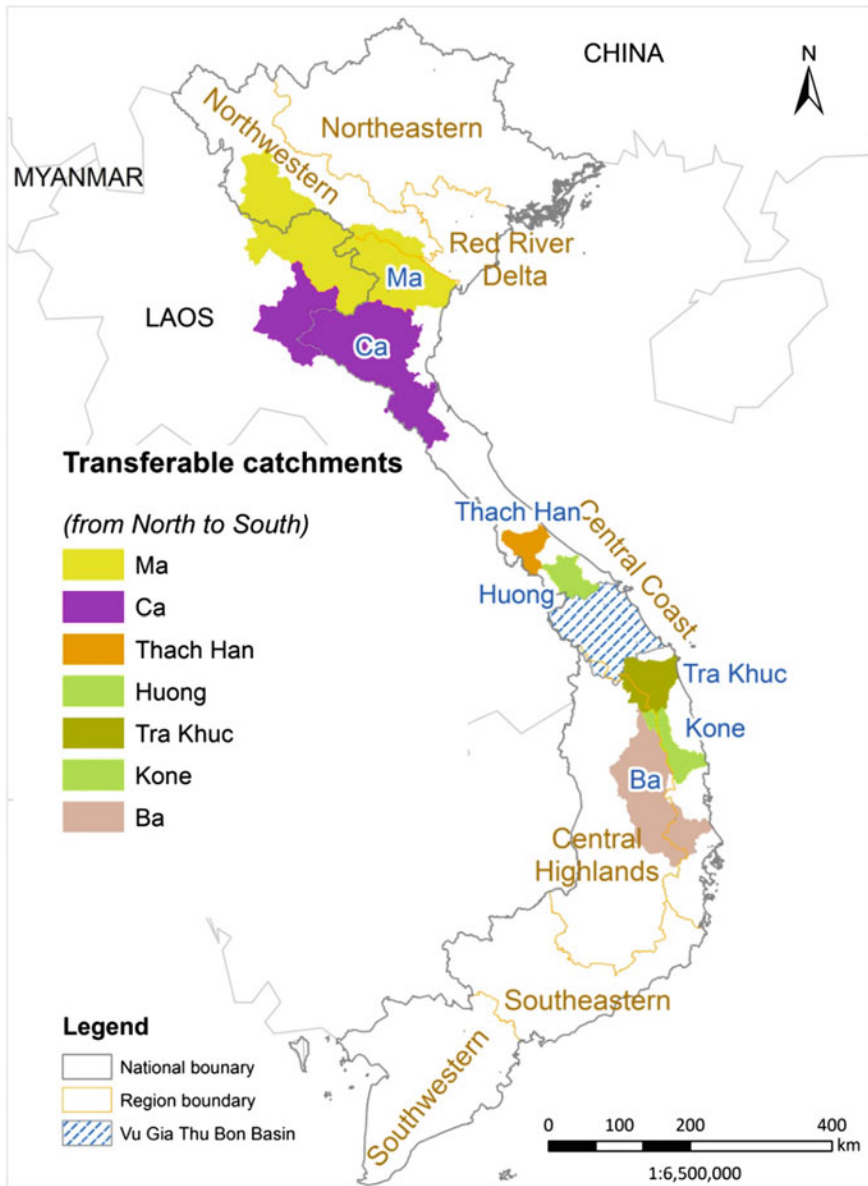 CHINA
N
Northeastern
Northwestern
MYANMAR
Red River
Delta
Ma
LAOS
Ca
Transferable catchments
(from North to South)
Ma
Ca
Thach Han
Huong
Tra Khuc
Kone
Ba
Thach Han
Central Coast
Huong
Tra Khuc
Kone
Ba
Central
Highlands
Southeastern
Southwestern
Legend
National bounary
Region boundary
Vu Gia Thu Bon Basin
0 100 200 400
km
1:6,500,000